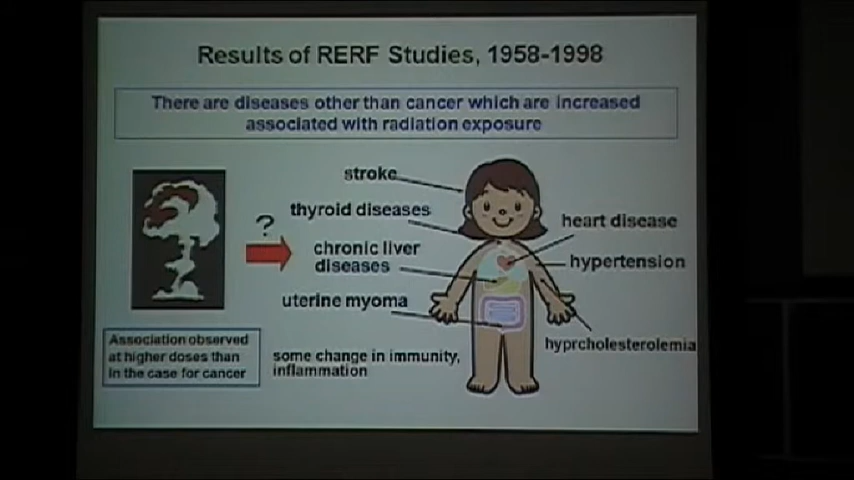 Results of RERF Studies, 1958-1998
There are diseases other than cancer which are increased
associated with radiation exposure
stroke
thyroid diseases
?
chronic liver
diseases
uterine myoma
heart disease
hypertension
hyprcholesterolemia
Association observed
at higher doses than
in the case for cancer
some change in immunity,
inflammation